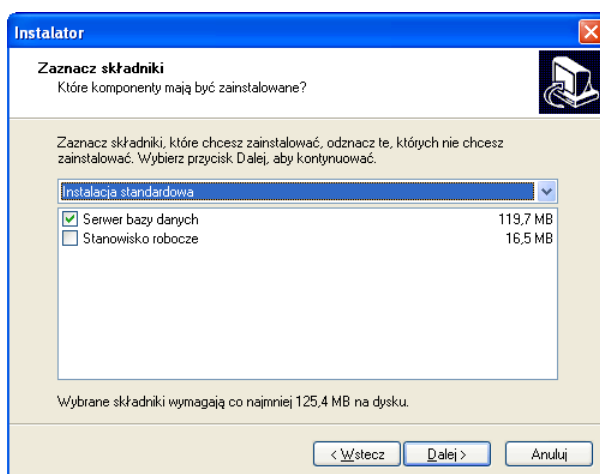 Instalator
Zaznacz składniki
Które komponenty mają być zainstalowane?
Zaznacz składniki, które chcesz zainstalować, odznacz te, których nie chcesz
zainstalować. Wybierz przycisk Dalej, aby kontynuować.
Instalacja standardowa
Serwer bazy danych 119,7 MB
Stanowisko robocze 16,5 MB
Wybrane składniki wymagają co najmniej 125,4 MB na dysku.
< Wstecz Dalej > Anuluj